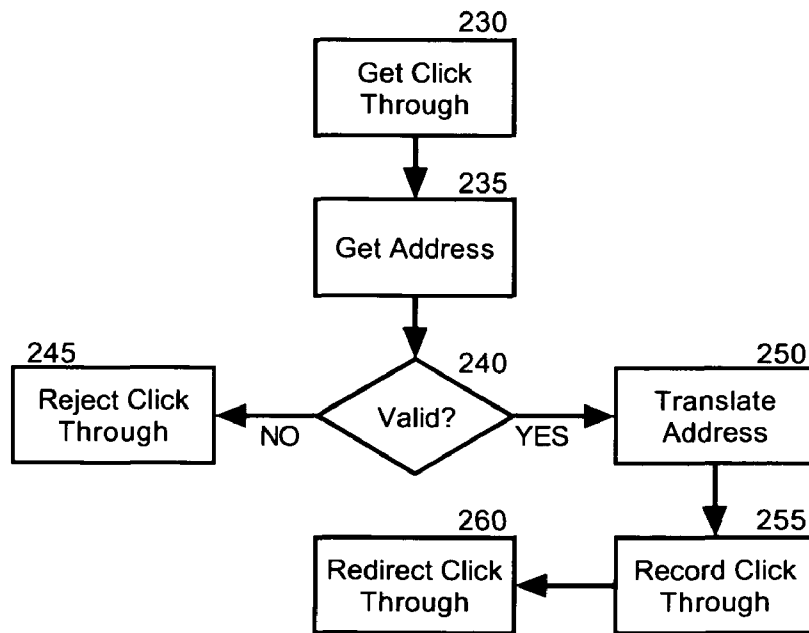 230
Get Click
Through
235
Get Address
240
Valid?
NO
YES
245
Reject Click
Through
250
Translate
Address
255
Record Click
Through
260
Redirect Click
Through